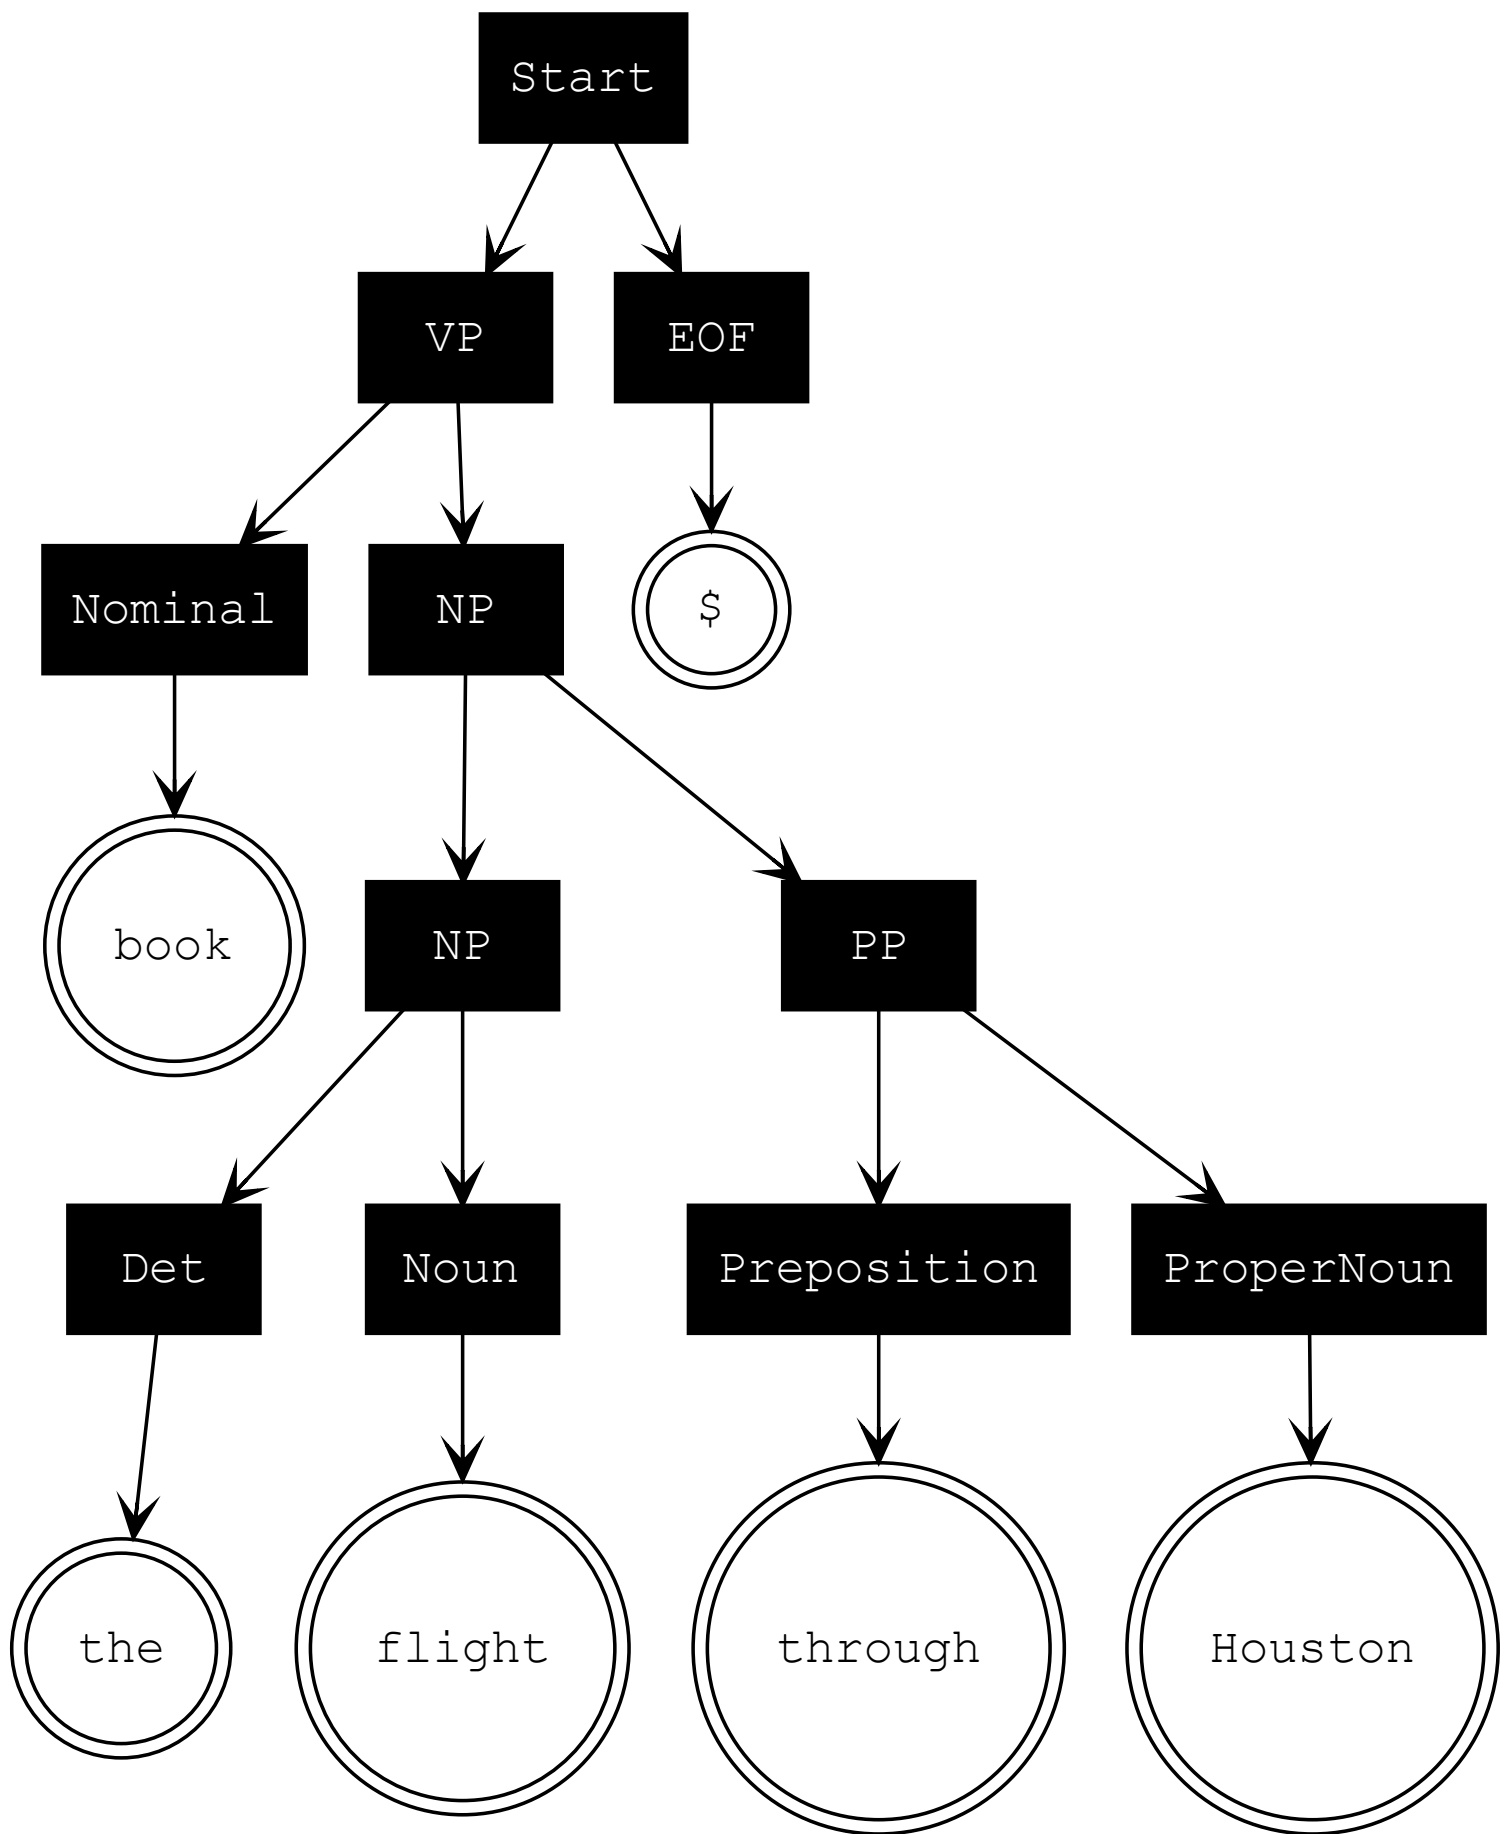 Start
VP EOF
Nominal NP $
book NP PP
Det Noun Preposition ProperNoun
the flight through Houston